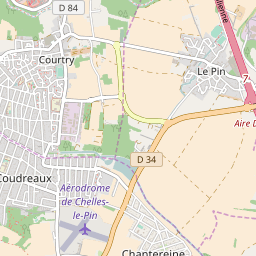 D 84
Courtry
Le Pin
7
Aire D
D 34
Coudreaux
Aérodrome
de Chelles-
le-Pin
Chantereine